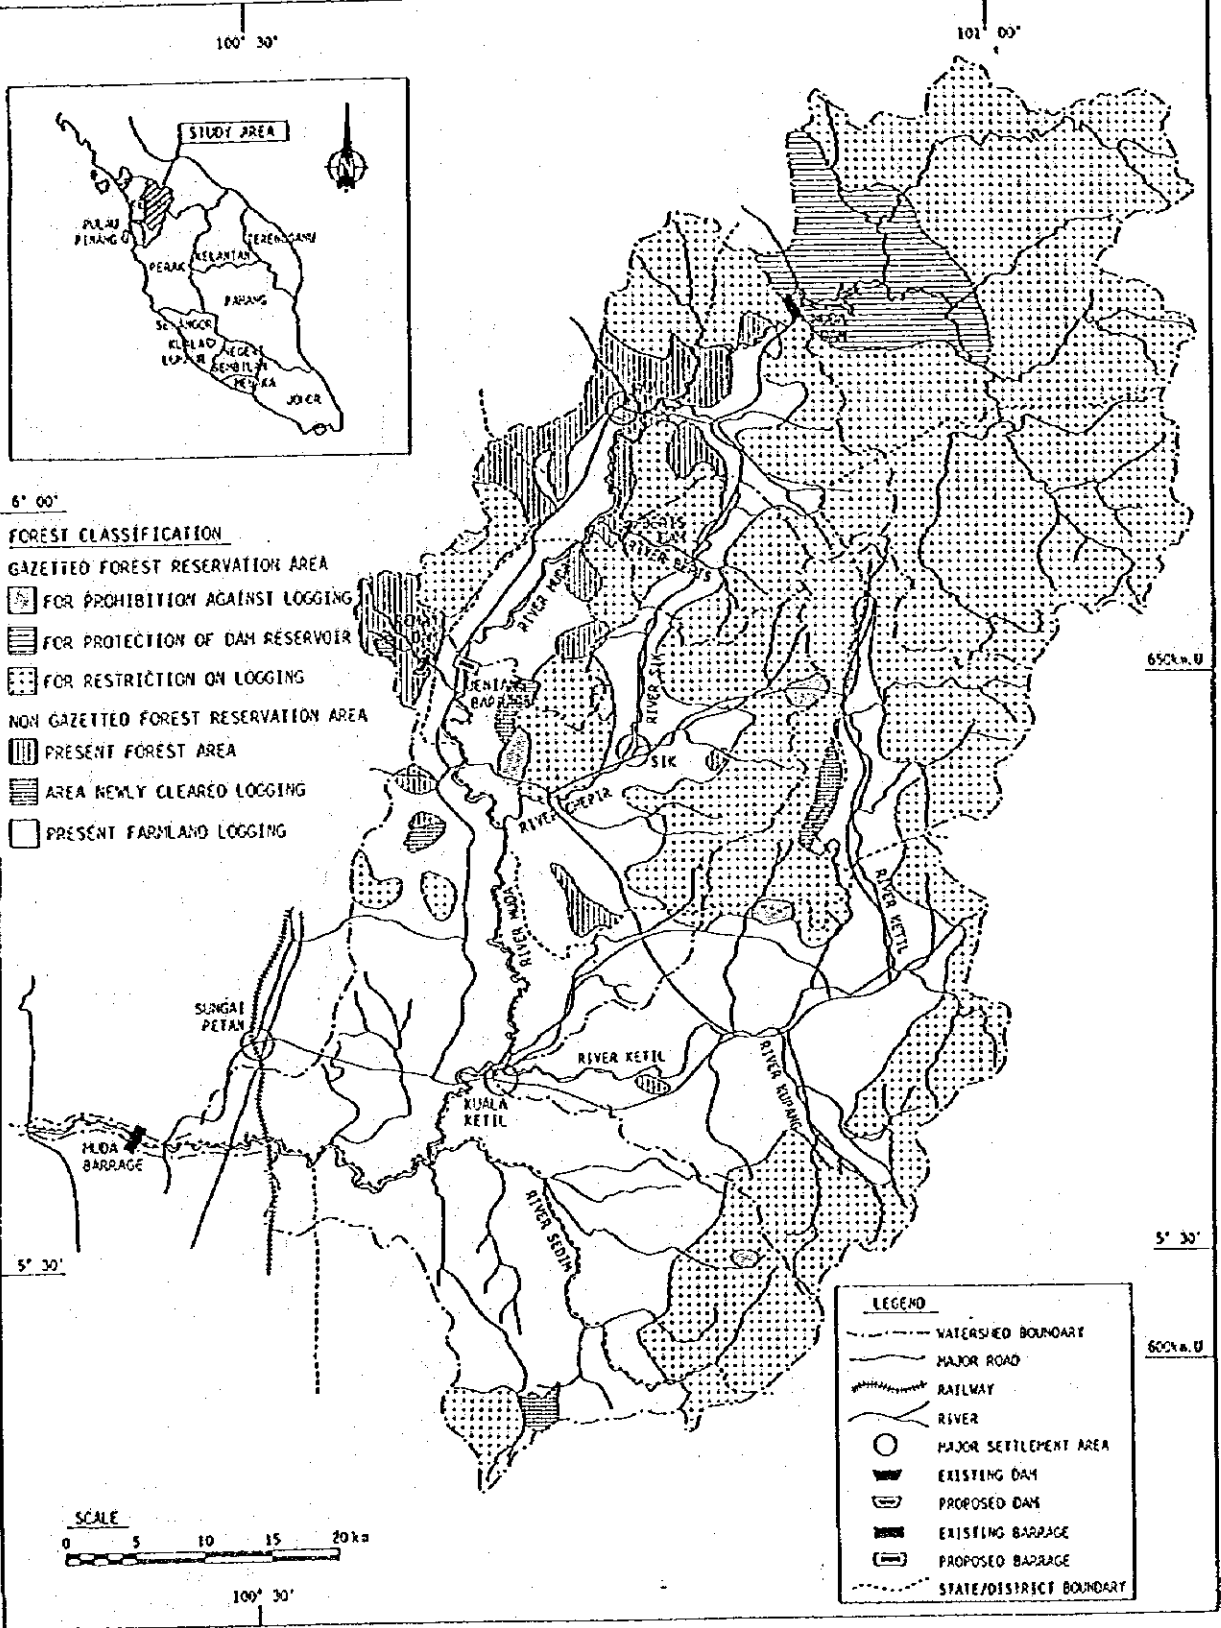 100° 30'
101° 00'
STUDY AREA
N
PULAU
PENANG
PERAK
KELANTAN
TERENGGANU
PAHANG
SELANGOR
KUALA
LUMPUR
NEGERI
SEMBILAN
MELAKA
JOHOR
6° 00'
FOREST CLASSIFICATION
GAZETTED FOREST RESERVATION AREA
FOR PROHIBITION AGAINST LOGGING
FOR PROTECTION OF DAM RESERVOIR
FOR RESTRICTION ON LOGGING
NON GAZETTED FOREST RESERVATION AREA
PRESENT FOREST AREA
AREA NEWLY CLEARED LOGGING
PRESENT FARMLAND LOGGING
DAM
BERIS
DAM
RIVER BERIS
RIVER MUDA
JENIANG
BARRAGE
RIVER SIK
SIK
RIVER CHEPIR
RIVER MUDA
RIVER KETIL
650km.N
SUNGAI
PETANI
RIVER KETIL
KUALA
KETIL
RIVER KUPANG
MUDA
BARRAGE
RIVER SEDIM
5° 30'
5° 30'
600km.N
LEGEND
WATERSHED BOUNDARY
MAJOR ROAD
RAILWAY
RIVER
MAJOR SETTLEMENT AREA
EXISTING DAM
PROPOSED DAM
EXISTING BARRAGE
PROPOSED BARRAGE
STATE/DISTRICT BOUNDARY
SCALE
0 5 10 15 20km
100° 30'